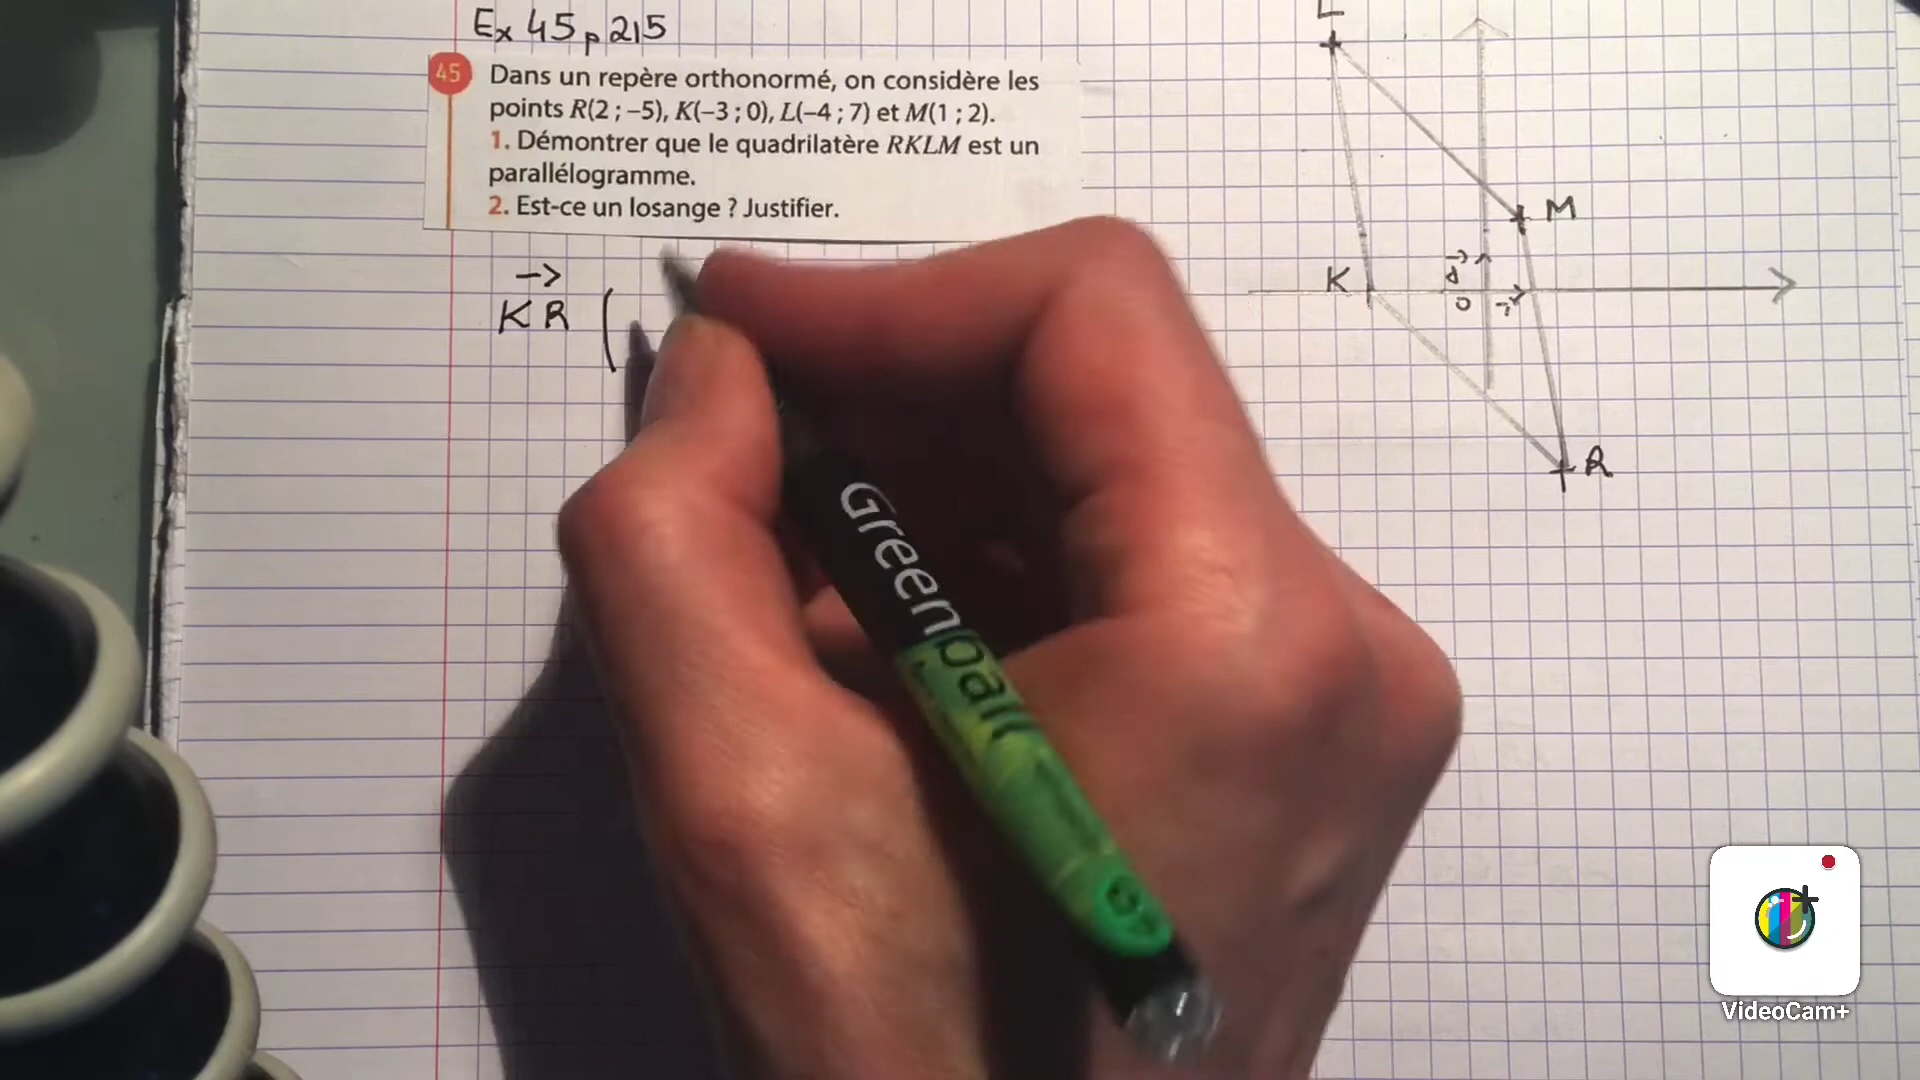 Ex 45 p 215
45 Dans un repère orthonormé, on considère les
points R(2 ; –5), K(–3 ; 0), L(–4 ; 7) et M(1 ; 2).
1. Démontrer que le quadrilatère RKLM est un
parallélogramme.
2. Est-ce un losange ? Justifier.
KR (
L
M
K
O
R
Greenball
VideoCam+